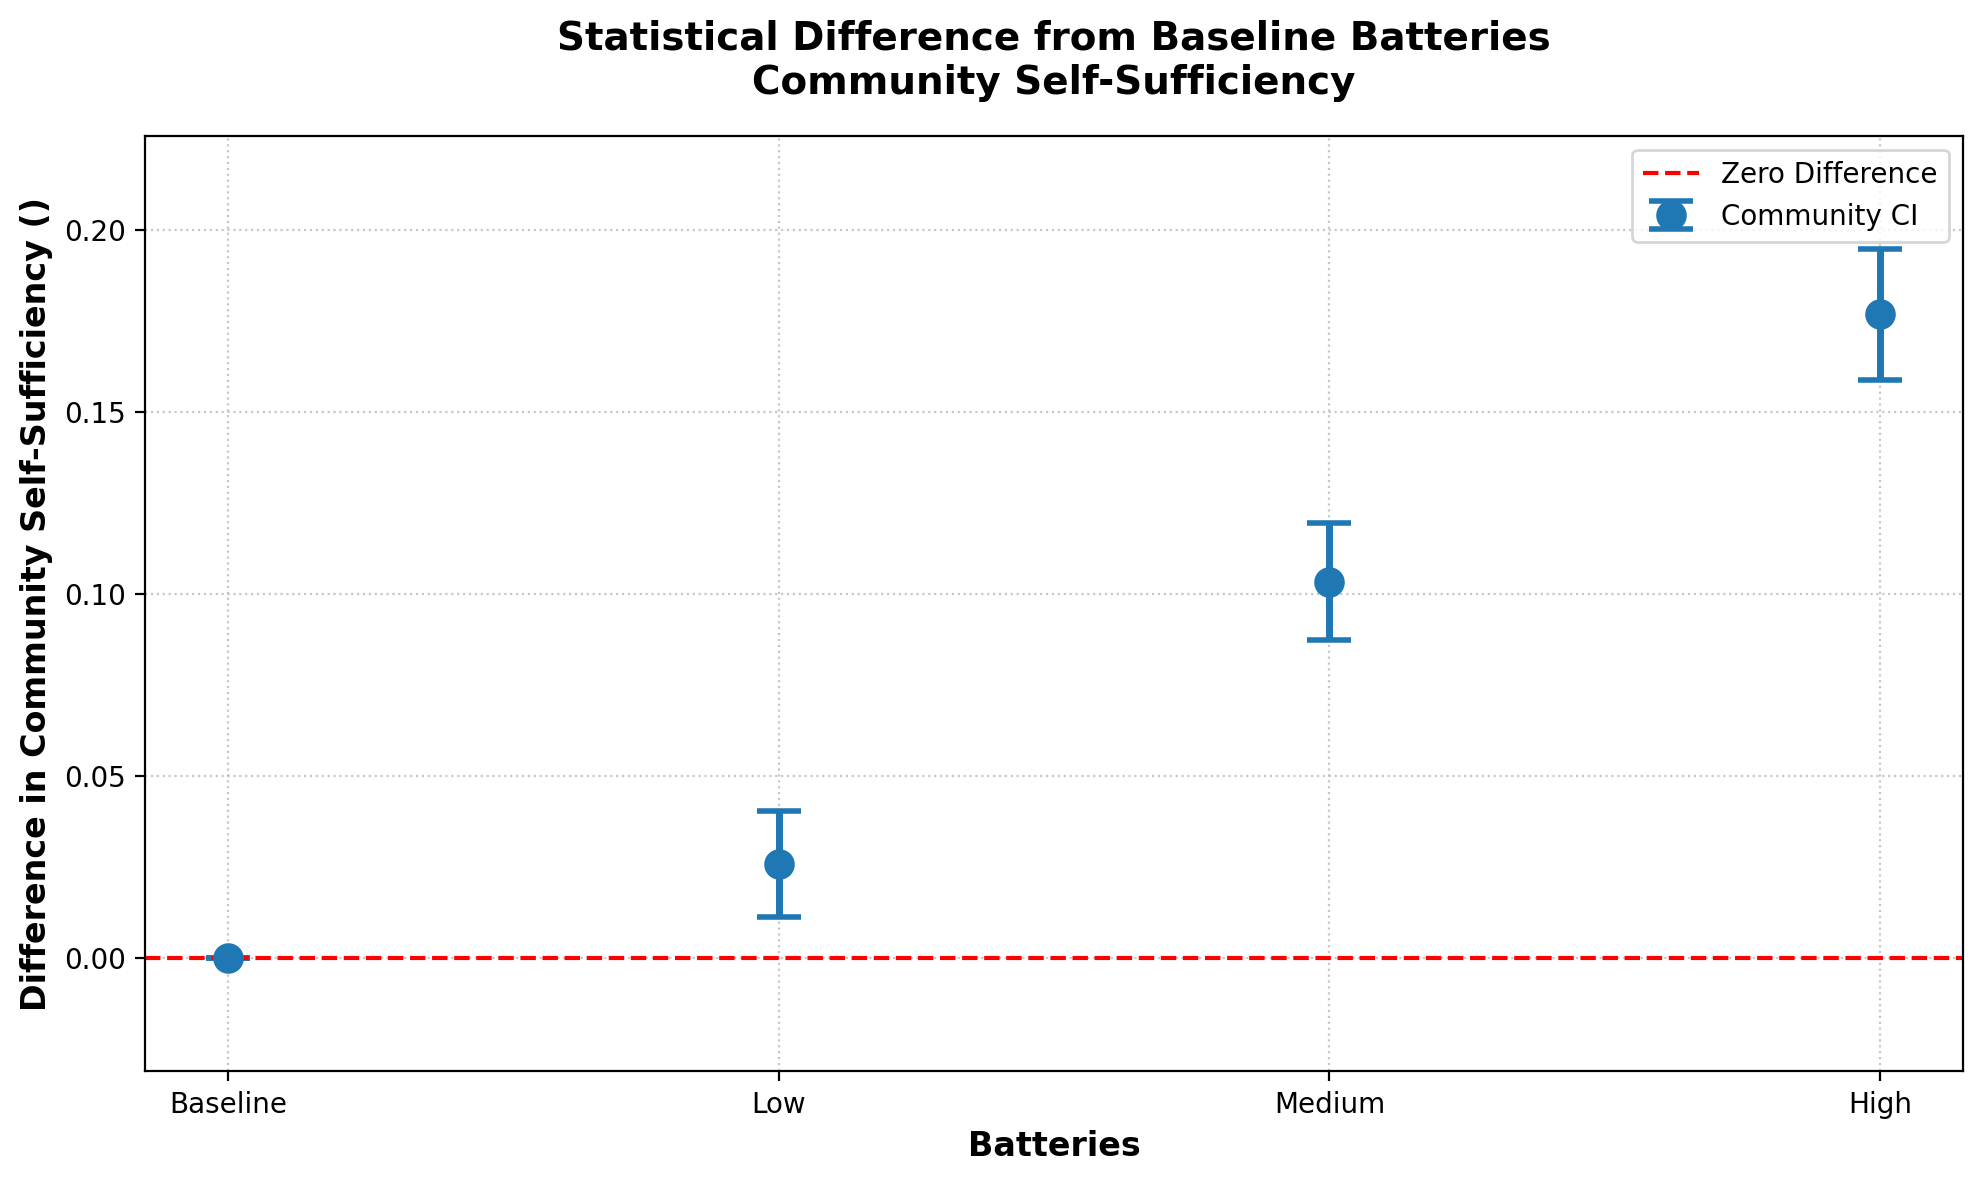 Statistical Difference from Baseline Batteries
Community Self-Sufficiency
Difference in Community Self-Sufficiency ()
0.20
0.15
0.10
0.05
0.00
Zero Difference
Community CI
Baseline
Low
Medium
High
Batteries